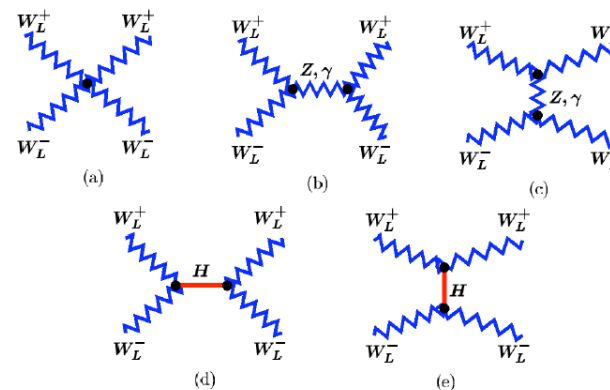 W_L^+ W_L^+ W_L^+ W_L^+ W_L^+ W
Z, γ
Z, γ
W_L^- W_L^- W_L^- W_L^- W_L^- W
(a) (b) (c)
W_L^+ W_L^+ W_L^+ W_L^+
H H
W_L^- W_L^- W_L^- W_L^-
(d) (e)